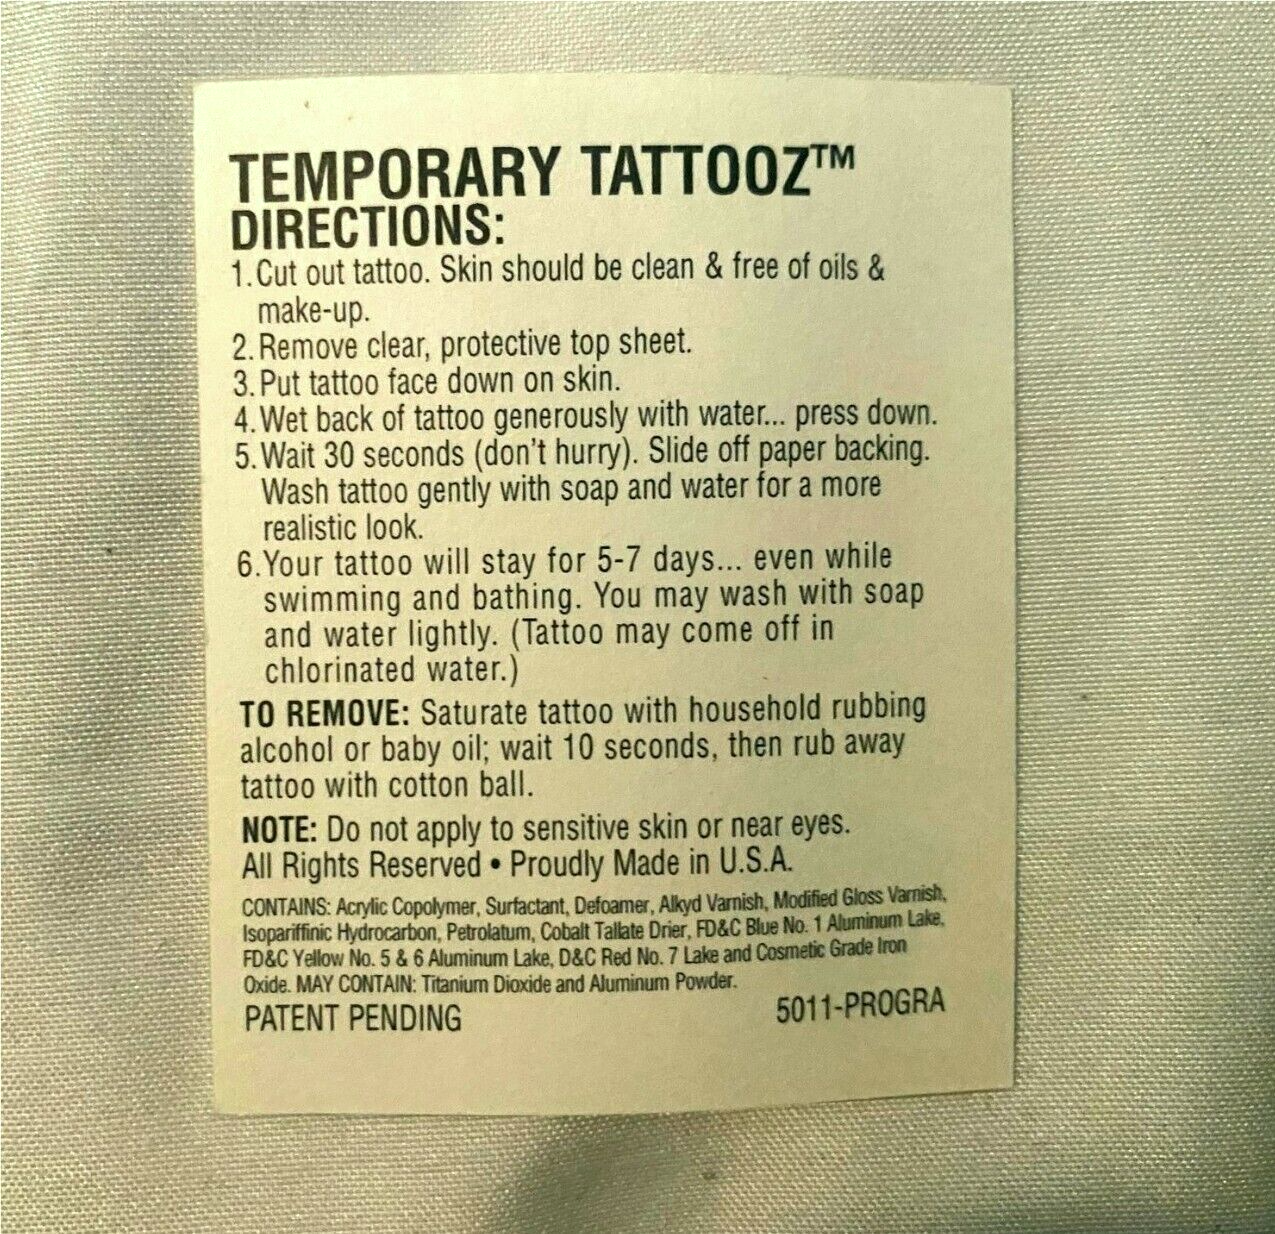 TEMPORARY TATTOOZ™
DIRECTIONS:
1. Cut out tattoo. Skin should be clean & free of oils &
make-up.
2. Remove clear, protective top sheet.
3. Put tattoo face down on skin.
4. Wet back of tattoo generously with water... press down.
5. Wait 30 seconds (don't hurry). Slide off paper backing.
Wash tattoo gently with soap and water for a more
realistic look.
6. Your tattoo will stay for 5-7 days... even while
swimming and bathing. You may wash with soap
and water lightly. (Tattoo may come off in
chlorinated water.)
TO REMOVE: Saturate tattoo with household rubbing
alcohol or baby oil; wait 10 seconds, then rub away
tattoo with cotton ball.
NOTE: Do not apply to sensitive skin or near eyes.
All Rights Reserved • Proudly Made in U.S.A.
CONTAINS: Acrylic Copolymer, Surfactant, Defoamer, Alkyd Varnish, Modified Gloss Varnish,
Isopariffinic Hydrocarbon, Petrolatum, Cobalt Tallate Drier, FD&C Blue No. 1 Aluminum Lake,
FD&C Yellow No. 5 & 6 Aluminum Lake, D&C Red No. 7 Lake and Cosmetic Grade Iron
Oxide. MAY CONTAIN: Titanium Dioxide and Aluminum Powder.
PATENT PENDING 5011-PROGRA